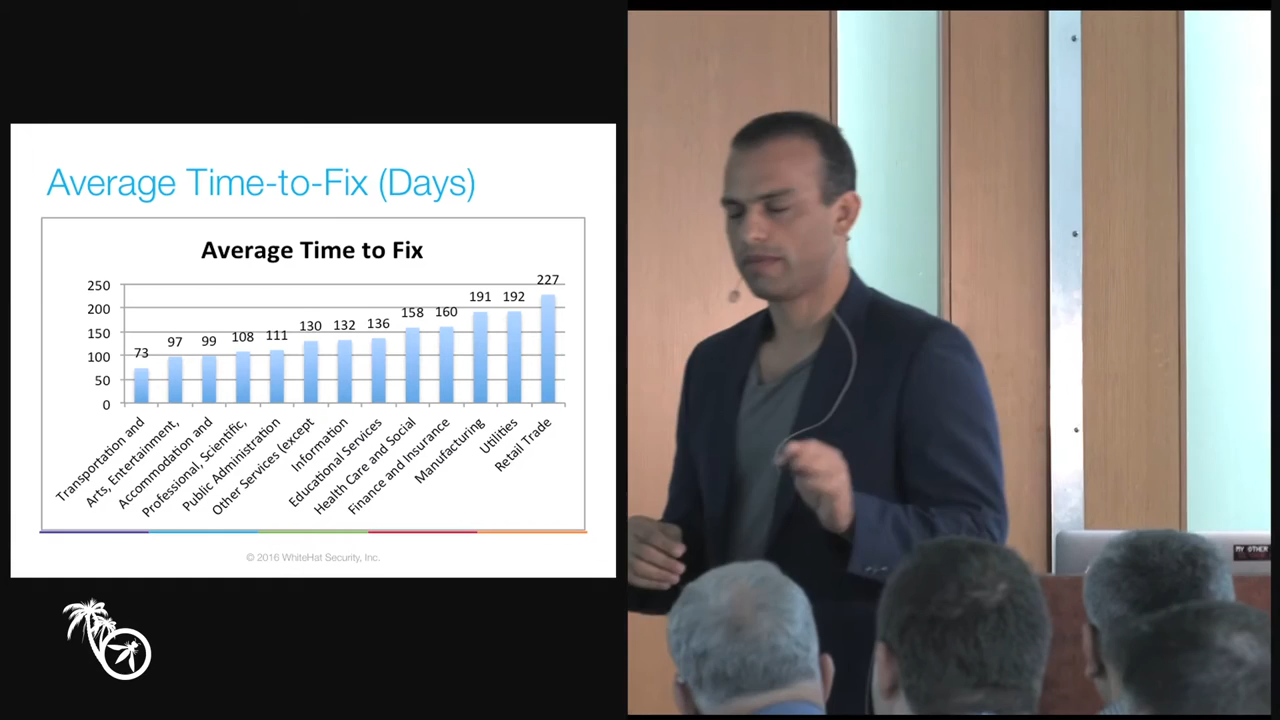 Average Time-to-Fix (Days)
Average Time to Fix
250
200
150
100
50
0
73
97
99
108
111
130
132
136
158
160
191
192
227
Transportation and
Arts, Entertainment,
Accommodation and
Professional, Scientific,
Public Administration
Other Services (except
Information
Educational Services
Health Care and Social
Finance and Insurance
Manufacturing
Utilities
Retail Trade
© 2016 WhiteHat Security, Inc.
MY OTHER